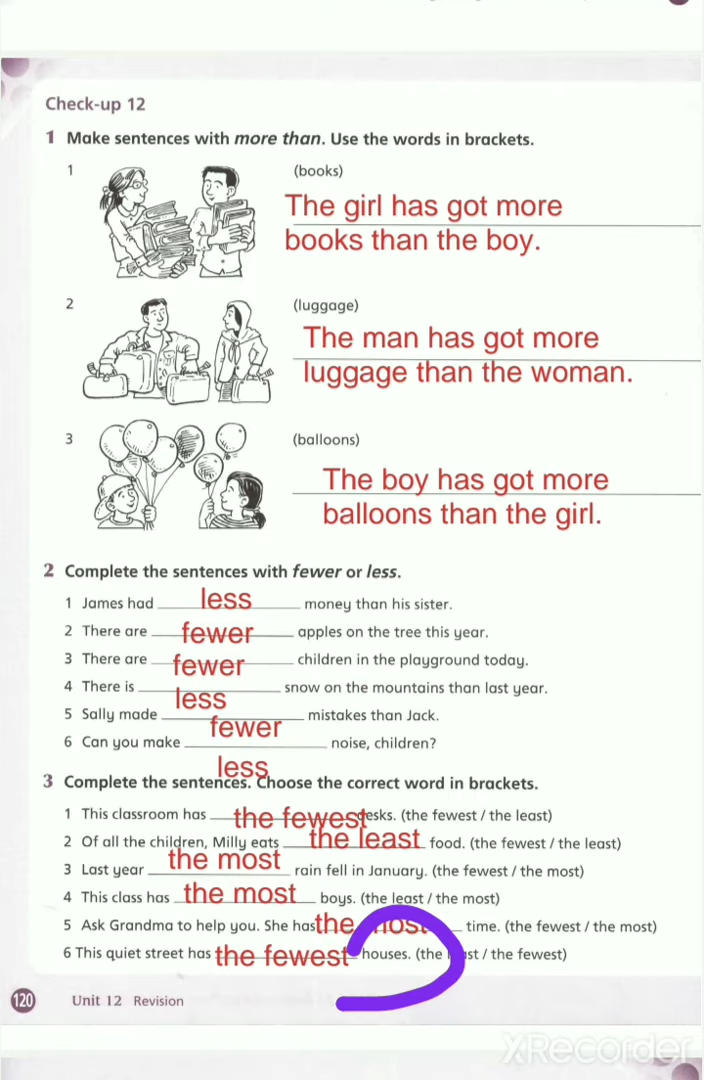 Check-up 12
1 Make sentences with more than. Use the words in brackets.
1 (books)
The girl has got more
books than the boy.
2 (luggage)
The man has got more
luggage than the woman.
3 (balloons)
The boy has got more
balloons than the girl.
2 Complete the sentences with fewer or less.
1 James had less money than his sister.
2 There are fewer apples on the tree this year.
3 There are fewer children in the playground today.
4 There is less snow on the mountains than last year.
5 Sally made fewer mistakes than Jack.
6 Can you make less noise, children?
3 Complete the sentences. Choose the correct word in brackets.
1 This classroom has the fewest desks. (the fewest / the least)
2 Of all the children, Milly eats the least food. (the fewest / the least)
3 Last year the most rain fell in January. (the fewest / the most)
4 This class has the most boys. (the least / the most)
5 Ask Grandma to help you. She has the most time. (the fewest / the most)
6 This quiet street has the fewest houses. (the least / the fewest)
120 Unit 12 Revision
XRecorder